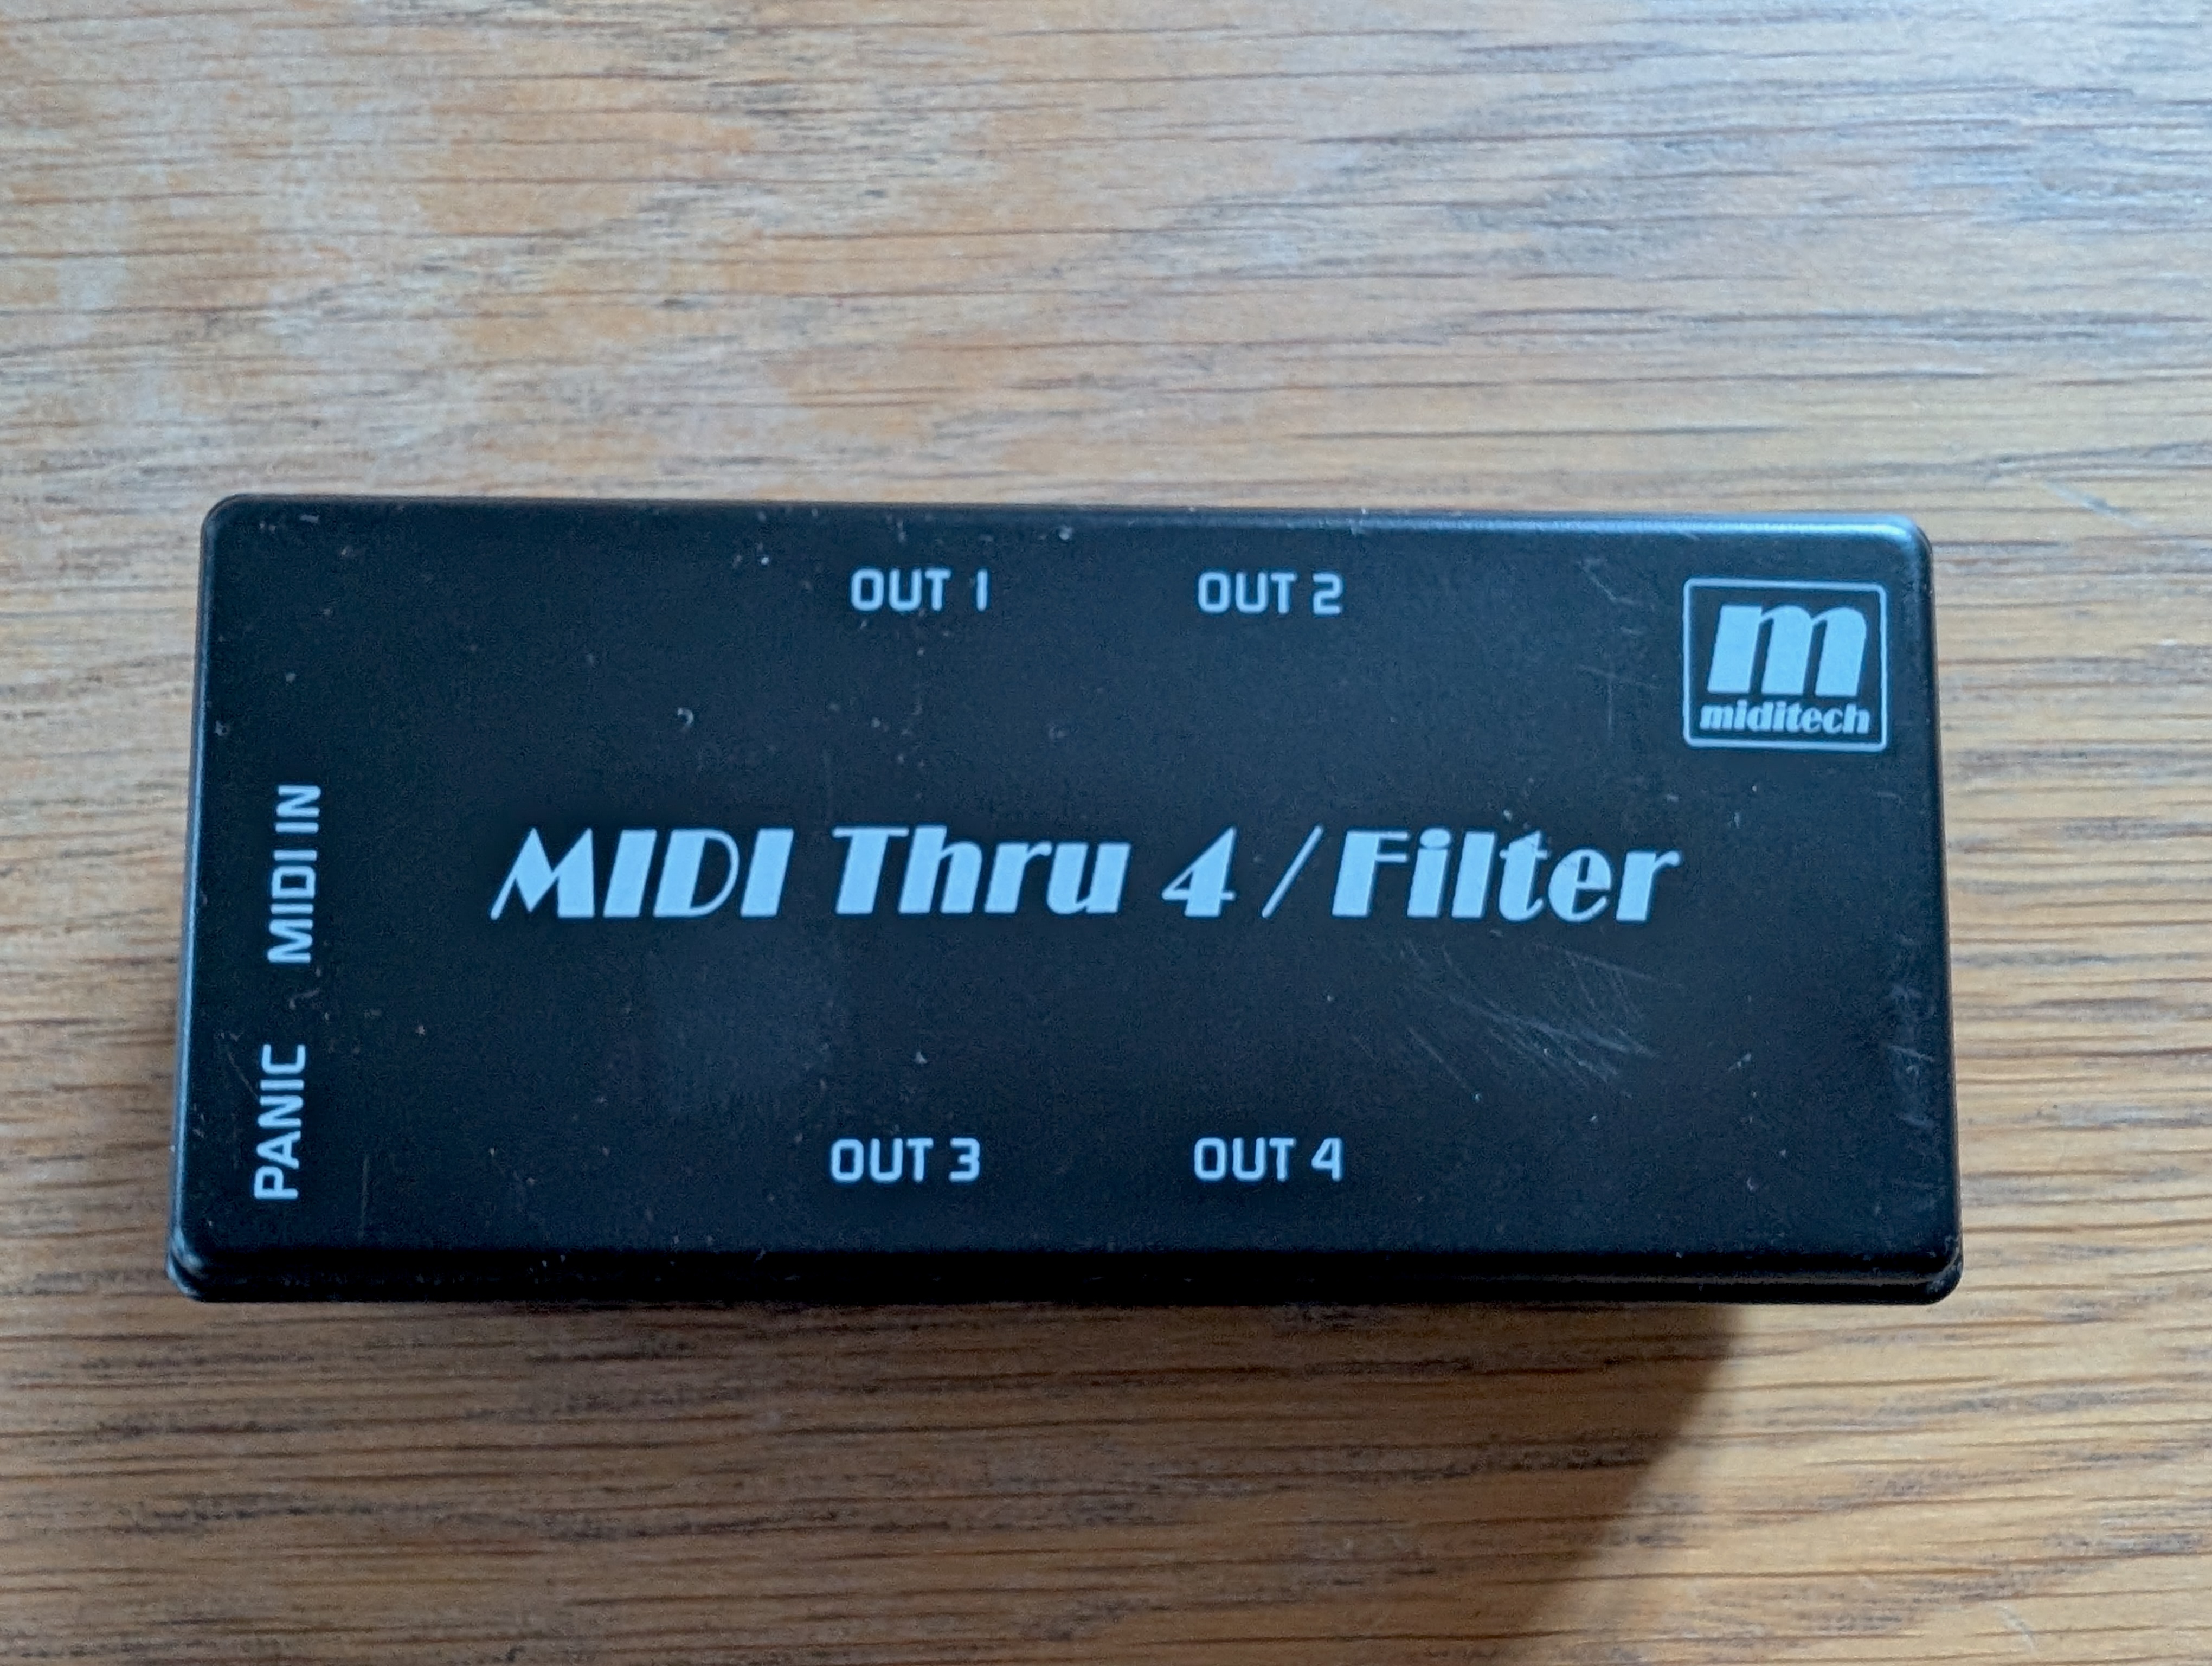 OUT 1
OUT 2
m
miditech
MIDI IN
MIDI Thru 4 / Filter
PANIC
OUT 3
OUT 4